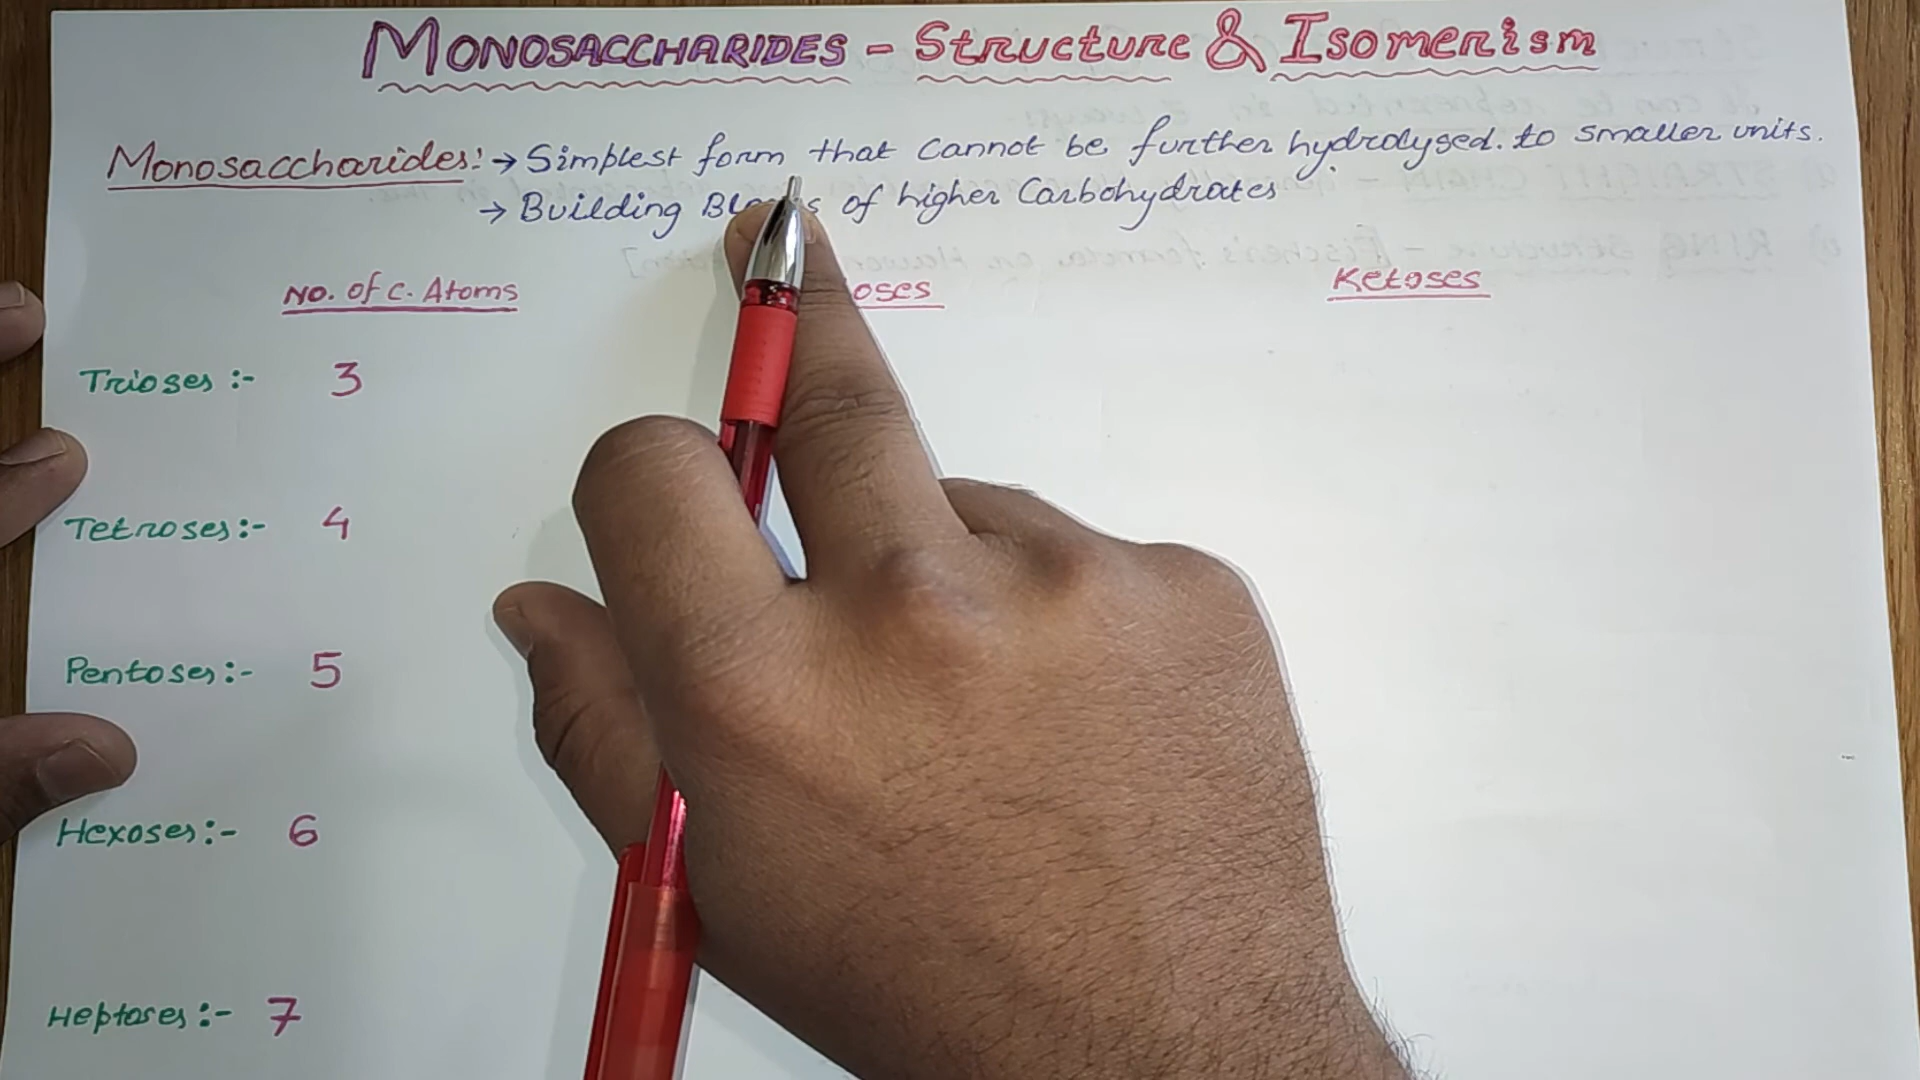 MONOSACCHARIDES - Structure & Isomerism
Monosaccharides:→ Simplest form that cannot be further hydrolysed. to smaller units.
→ Building of higher Carbohydrates
NO. of C. Atoms Ketoses
Trioses :- 3
Tetroses:- 4
Pentoses:- 5
Hexoses:- 6
Heptoses:- 7